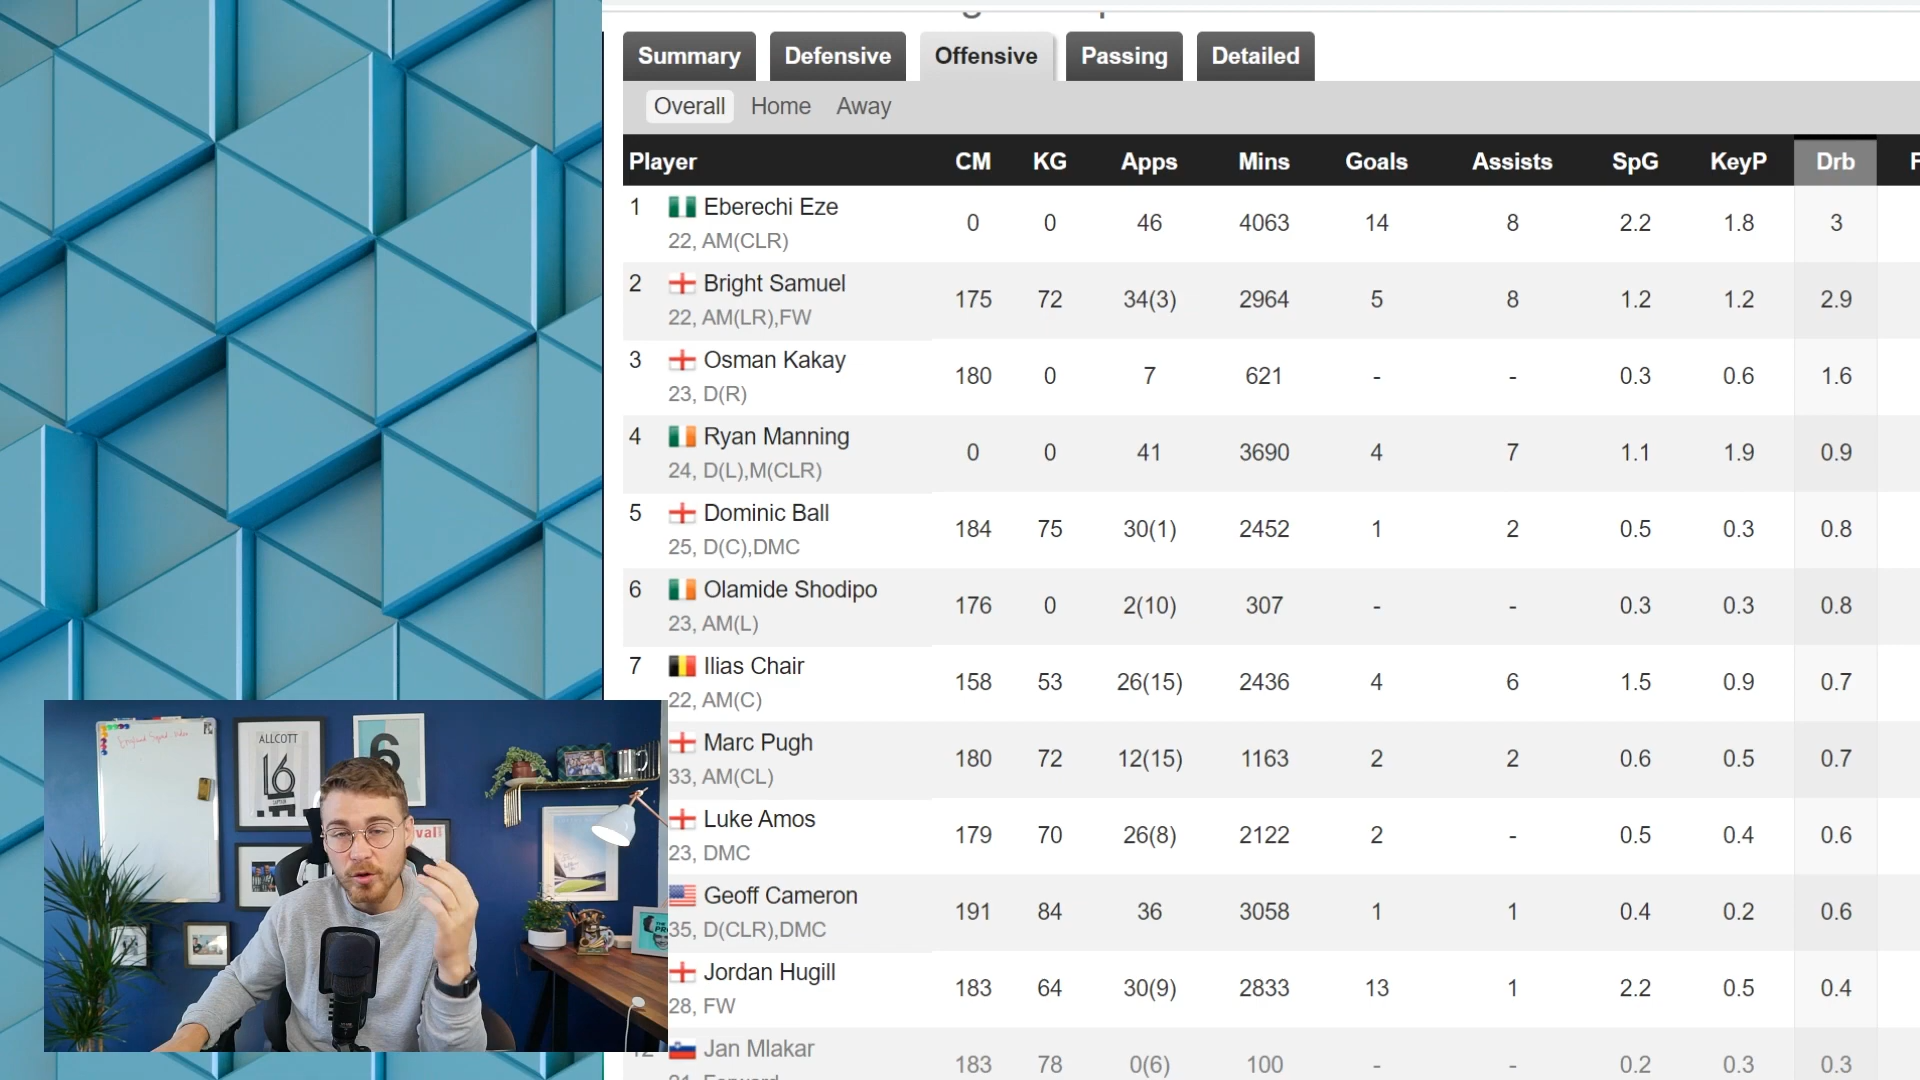 Summary Defensive Offensive Passing Detailed
Overall Home Away
Player CM KG Apps Mins Goals Assists SpG KeyP Drb
1 Eberechi Eze 0 0 46 4063 14 8 2.2 1.8 3
22, AM(CLR)
2 Bright Samuel 175 72 34(3) 2964 5 8 1.2 1.2 2.9
22, AM(LR),FW
3 Osman Kakay 180 0 7 621 - - 0.3 0.6 1.6
23, D(R)
4 Ryan Manning 0 0 41 3690 4 7 1.1 1.9 0.9
24, D(L),M(CLR)
5 Dominic Ball 184 75 30(1) 2452 1 2 0.5 0.3 0.8
25, D(C),DMC
6 Olamide Shodipo 176 0 2(10) 307 - - 0.3 0.3 0.8
23, AM(L)
7 Ilias Chair 158 53 26(15) 2436 4 6 1.5 0.9 0.7
22, AM(C)
Marc Pugh 180 72 12(15) 1163 2 2 0.6 0.5 0.7
33, AM(CL)
Luke Amos 179 70 26(8) 2122 2 - 0.5 0.4 0.6
23, DMC
Geoff Cameron 191 84 36 3058 1 1 0.4 0.2 0.6
35, D(CLR),DMC
Jordan Hugill 183 64 30(9) 2833 13 1 2.2 0.5 0.4
28, FW
Jan Mlakar 183 78 0(6) 100 - - 0.2 0.3 0.3
ALLCOTT
16
6
val